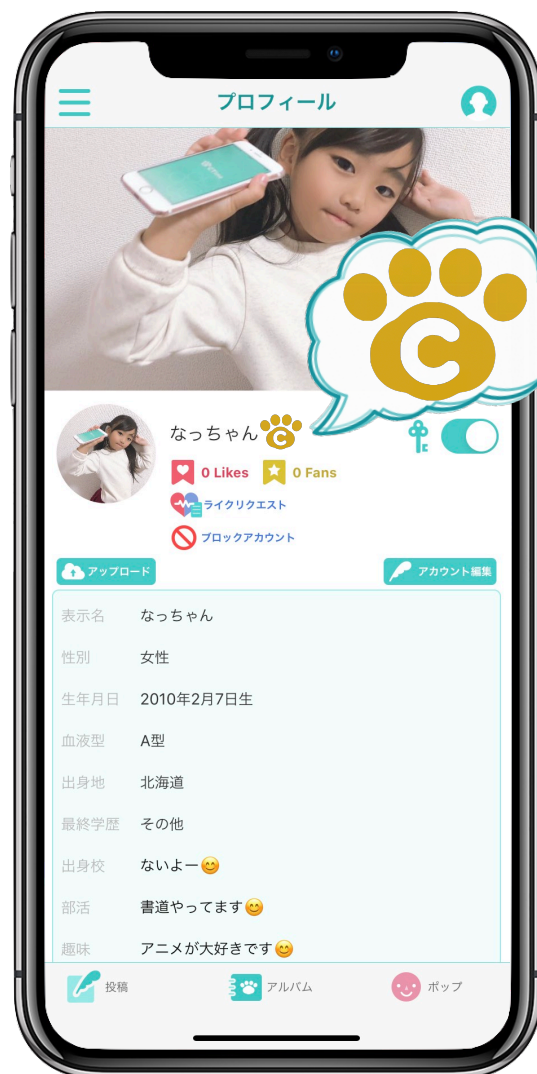 プロフィール
C
なっちゃん C
0 Likes 0 Fans
ライクリクエスト
ブロックアカウント
アップロード アカウント編集
表示名 なっちゃん
性別 女性
生年月日 2010年2月7日生
血液型 A型
出身地 北海道
最終学歴 その他
出身校 ないよー😊
部活 書道やってます😊
趣味 アニメが大好きです😊
投稿 アルバム ポップ